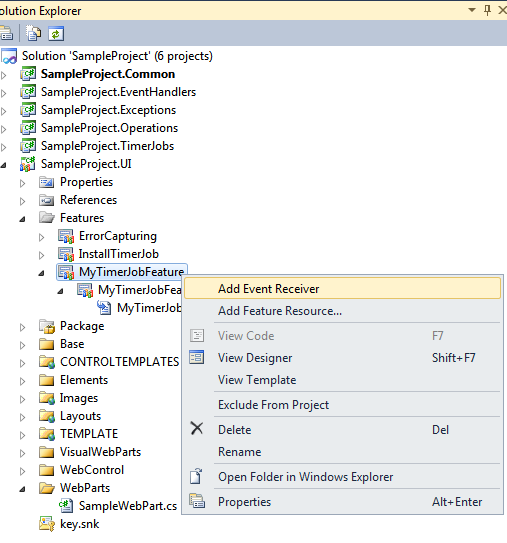 olution Explorer
Solution 'SampleProject' (6 projects)
SampleProject.Common
SampleProject.EventHandlers
SampleProject.Exceptions
SampleProject.Operations
SampleProject.TimerJobs
SampleProject.UI
Properties
References
Features
ErrorCapturing
InstallTimerJob
MyTimerJobFeature
MyTimerJobFea
MyTimerJob
Package
Base
CONTROLTEMPLATES
Elements
Images
Layouts
TEMPLATE
VisualWebParts
WebControl
WebParts
SampleWebPart.cs
key.snk
Add Event Receiver
Add Feature Resource...
View Code F7
View Designer Shift+F7
View Template
Exclude From Project
Delete Del
Rename
Open Folder in Windows Explorer
Properties Alt+Enter